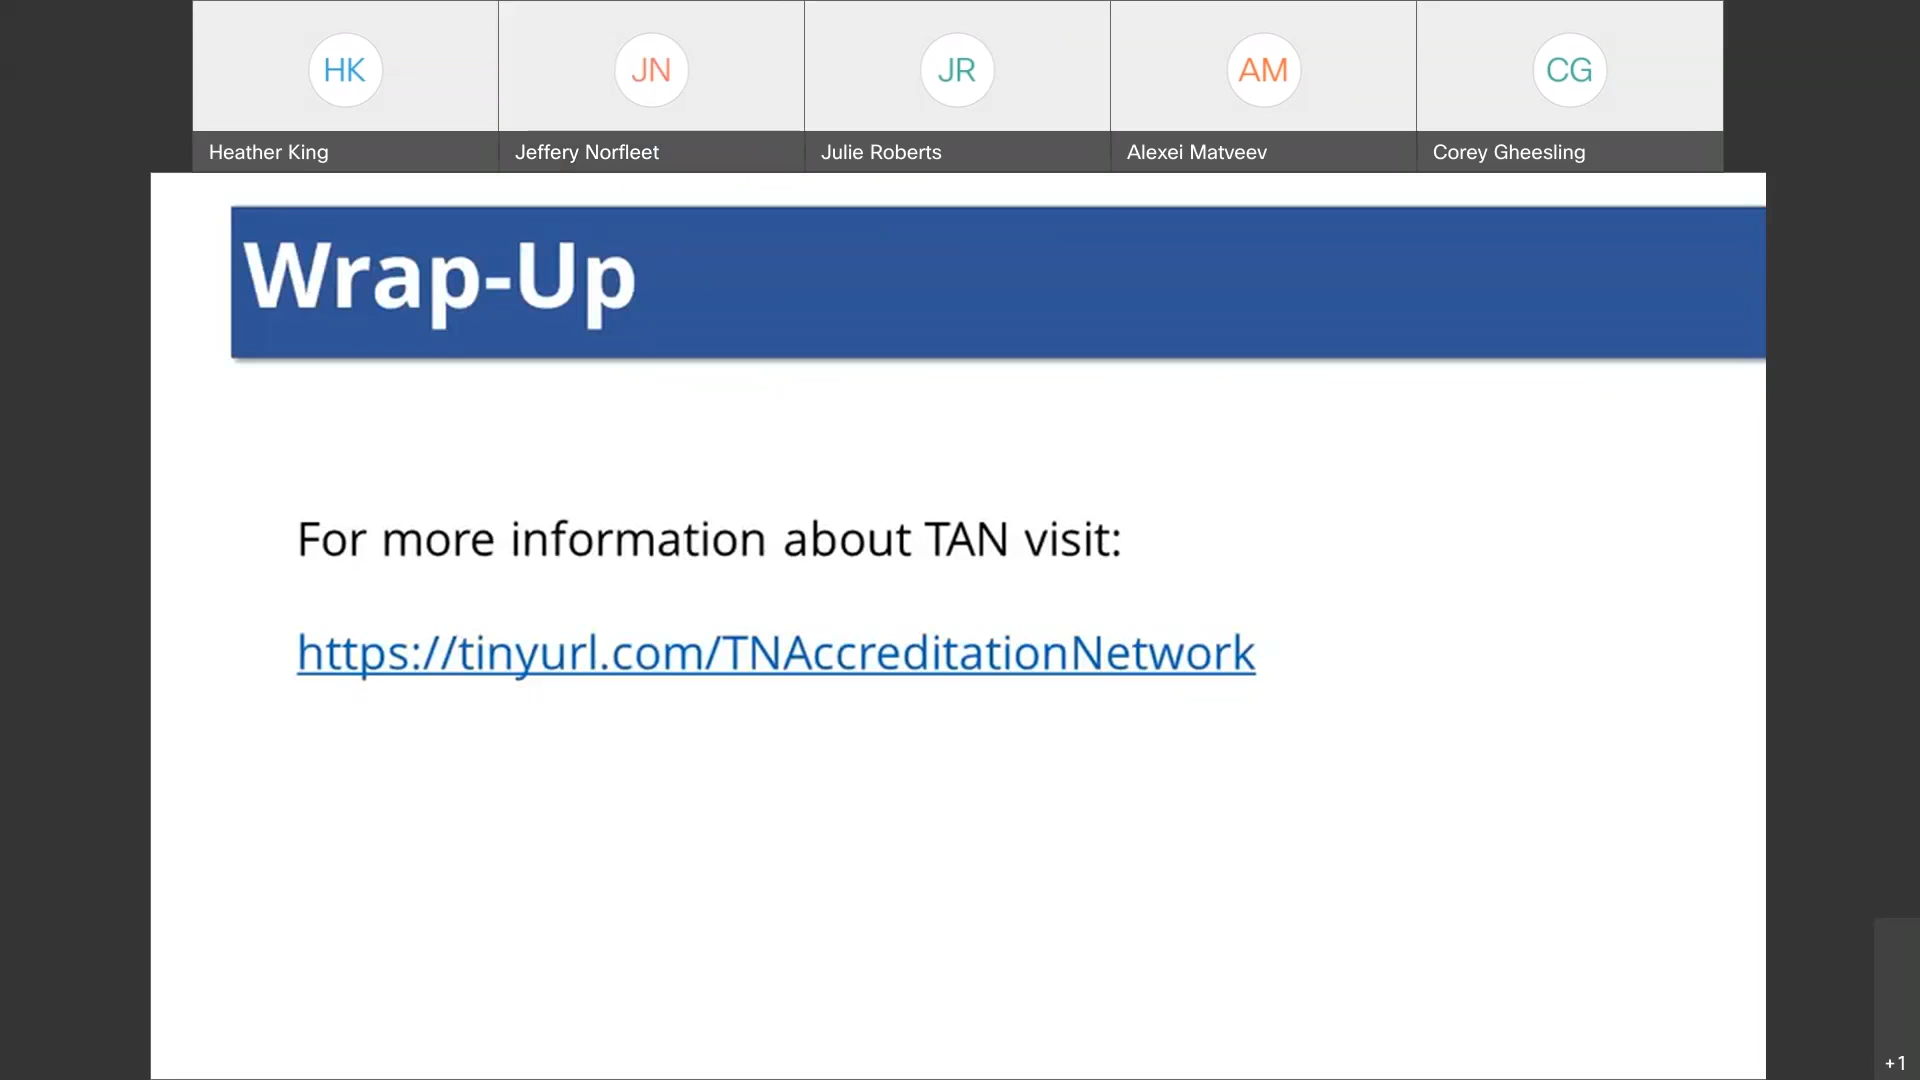 HK
JN
JR
AM
CG
Heather King
Jeffery Norfleet
Julie Roberts
Alexei Matveev
Corey Gheesling
Wrap-Up
For more information about TAN visit:
https://tinyurl.com/TNAccreditationNetwork
+1